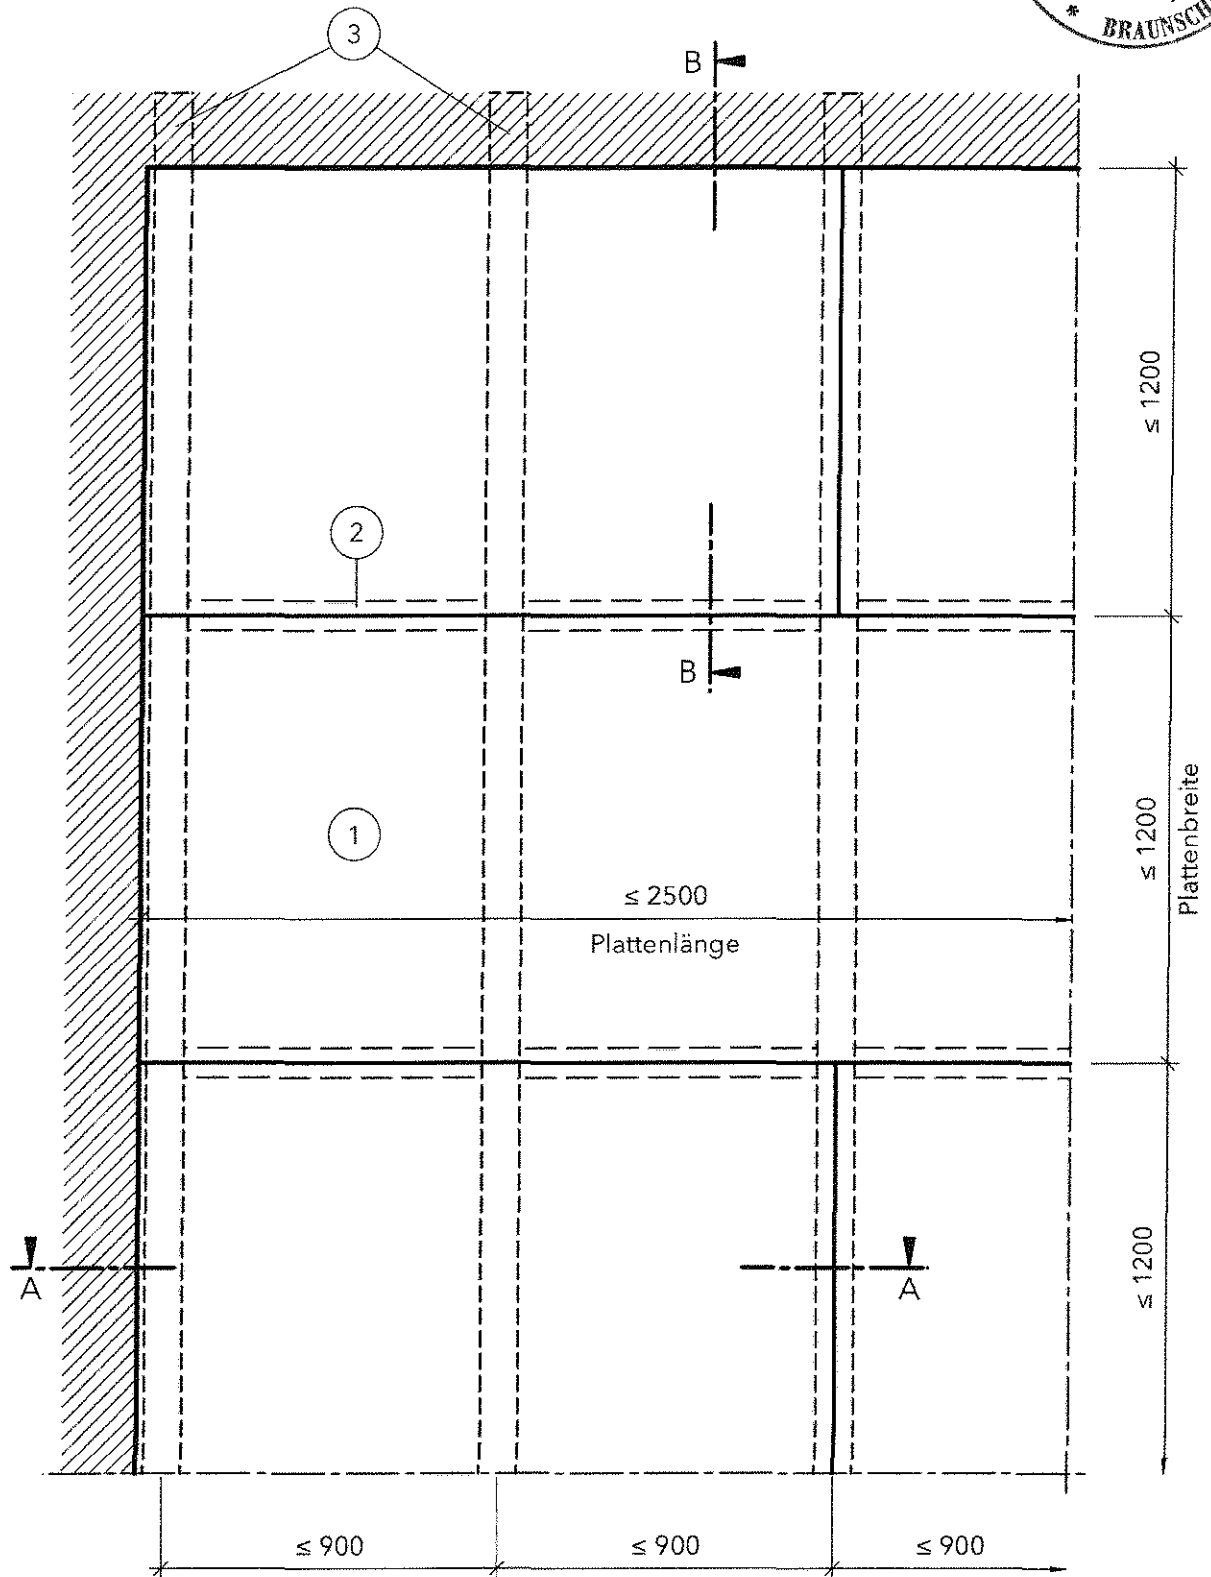 3
B
* BRAUNSCH
≤ 1200
2
B
1
≤ 2500
Plattenlänge
≤ 1200
Plattenbreite
A
A
≤ 1200
≤ 900
≤ 900
≤ 900